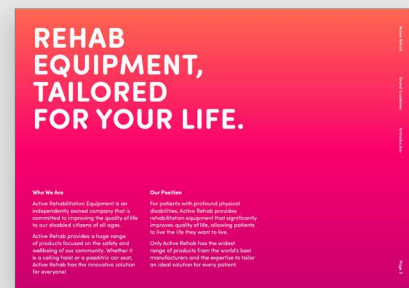 REHAB
EQUIPMENT,
TAILORED
FOR YOUR LIFE.
Who We Are
Active Rehabilitation Equipment is an
independently owned company that is
committed to improving the quality of life
to our disabled citizens of all ages.
Active Rehab provides a huge range
of products focused on the safety and
wellbeing of our community. Whether it
is a ceiling hoist or a paeditric car seat,
Active Rehab has the innovative solution
for everyone!
Our Position
For patients with profound physical
disabilities, Active Rehab provides
rehabilitation equipment that significantly
improves quality of life, allowing patients
to live the life they want to live.
Only Active Rehab has the widest
range of products from the world's best
manufacturers and the expertise to tailor
an ideal solution for every patient.
Active Rehab
Brand Guidelines
Introduction